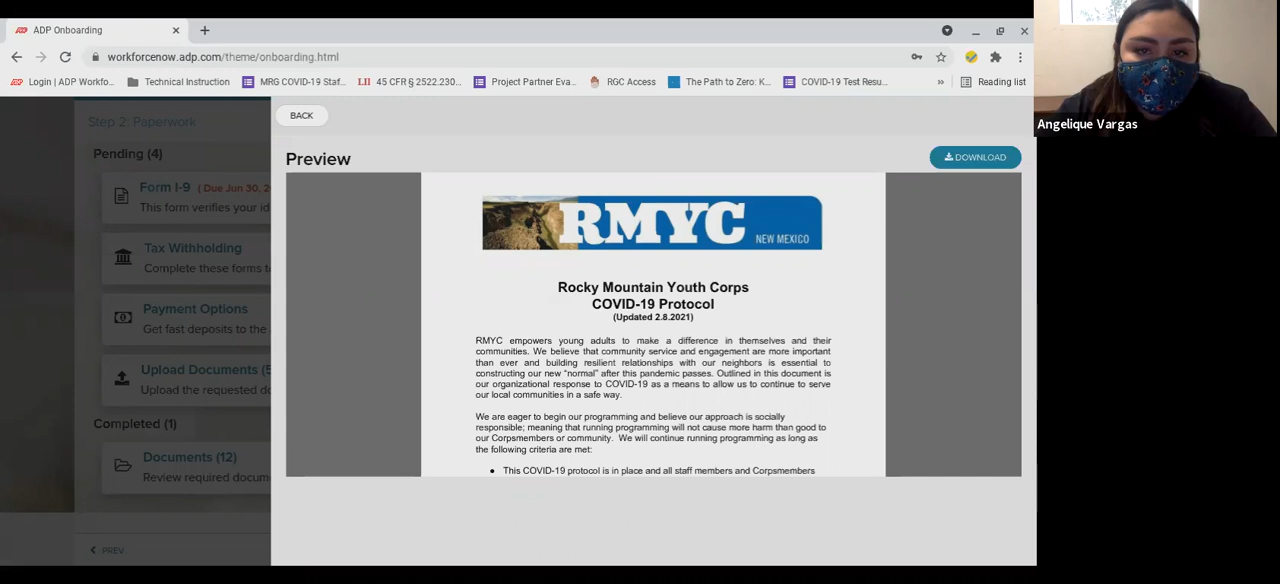 ADP Onboarding
workforcenow.adp.com/theme/onboarding.html
Login | ADP Workfo...
Technical Instruction
MRG COVID-19 Staf...
LII 45 CFR § 2522.230...
Project Partner Eva...
RGC Access
The Path to Zero: K...
COVID-19 Test Resu...
»
Reading list
Angelique Vargas
Step 2: Paperwork
Pending (4)
Form I-9 ( Due Jun 30, 2
This form verifies your id
Tax Withholding
Complete these forms t
Payment Options
Get fast deposits to the
Upload Documents (5
Upload the requested d
Completed (1)
Documents (12)
Review required docum
PREV
BACK
Preview
DOWNLOAD
RMYC
NEW MEXICO
Rocky Mountain Youth Corps
COVID-19 Protocol
(Updated 2.8.2021)
RMYC empowers young adults to make a difference in themselves and their
communities. We believe that community service and engagement are more important
than ever and building resilient relationships with our neighbors is essential to
constructing our new “normal” after this pandemic passes. Outlined in this document is
our organizational response to COVID-19 as a means to allow us to continue to serve
our local communities in a safe way.
We are eager to begin our programming and believe our approach is socially
responsible; meaning that running programming will not cause more harm than good to
our Corpsmembers or community. We will continue running programming as long as
the following criteria are met:
● This COVID-19 protocol is in place and all staff members and Corpsmembers